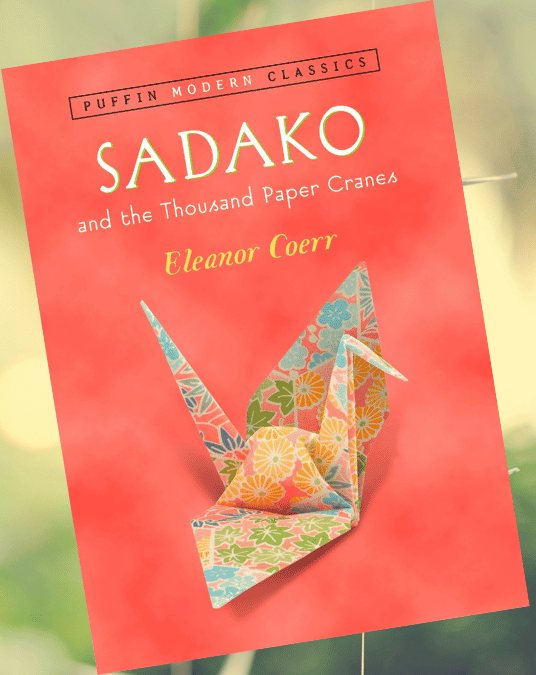 PUFFIN MODERN CLASSICS
SADAKO
and the Thousand Paper Cranes
Eleanor Coerr